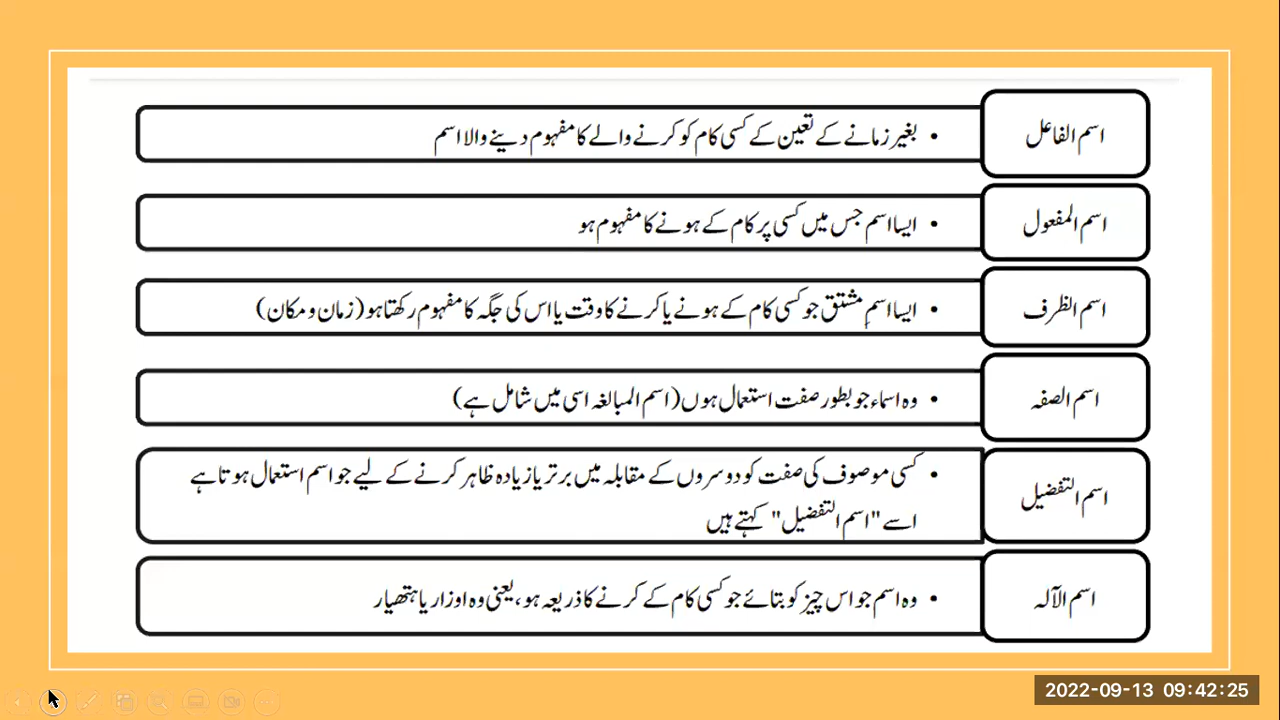 اسم الفاعل
• بغیر زمانے کے تعین کے کسی کام کو کرنے والے کا مفہوم دینے والا اسم
اسم المفعول
• ایسا اسم جس میں کسی پر کام کے ہونے کا مفہوم ہو
اسم الظرف
• ایسا اسمِ مشتق جو کسی کام کے ہونے یا کرنے کا وقت یا اس کی جگہ کا مفہوم رکھتا ہو (زمان و مکان)
اسم الصفہ
• وہ اسماء جو بطور صفت استعمال ہوں (اسم المبالغہ اسی میں شامل ہے)
اسم التفضیل
• کسی موصوف کی صفت کو دوسروں کے مقابلہ میں برتر یا زیادہ ظاہر کرنے کے لیے جو اسم استعمال ہوتا ہے
اسے "اسم التفضیل" کہتے ہیں
اسم الآلہ
• وہ اسم جو اس چیز کو بتائے جو کسی کام کے کرنے کا ذریعہ ہو، یعنی وہ اوزار یا ہتھیار
2022-09-13 09:42:25